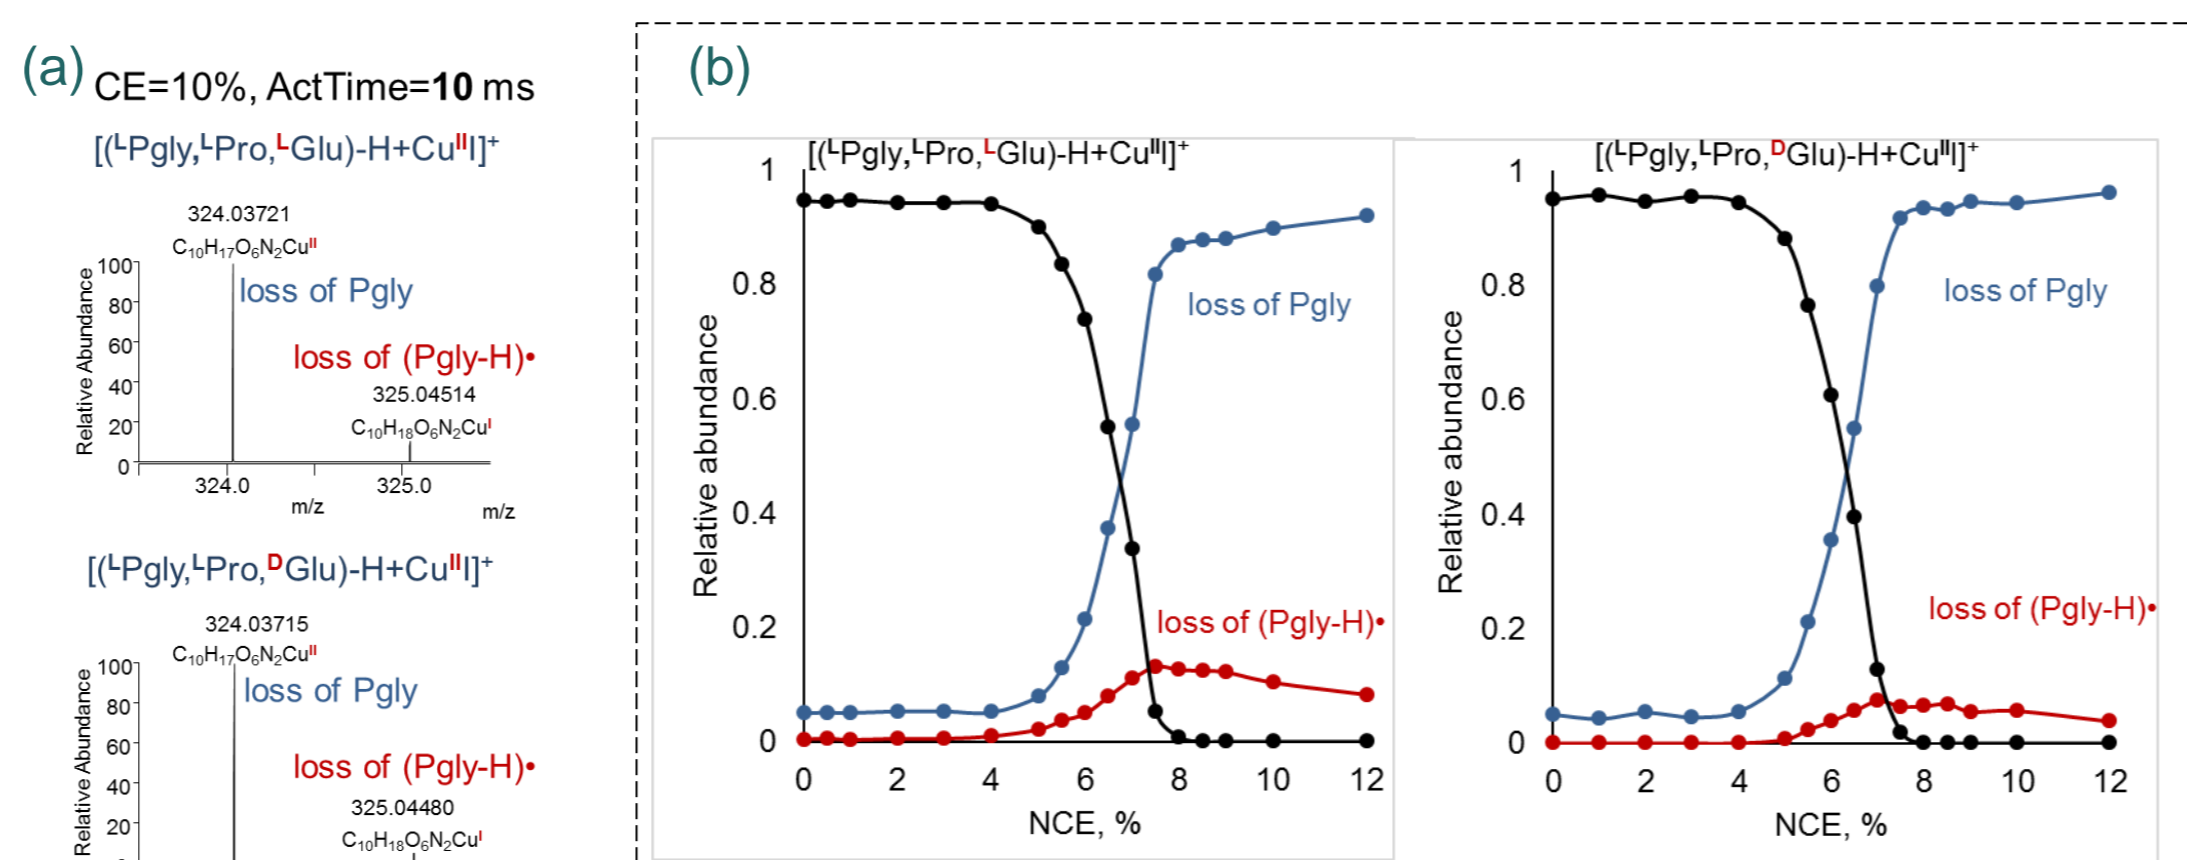 (a)
CE=10%, ActTime=10 ms
[(ᴸPgly,ᴸPro,ᴸGlu)-H+Cuᴵᴵl]⁺
324.03721
C₁₀H₁₇O₆N₂Cuᴵᴵ
Relative Abundance
100
80
60
40
20
0
loss of Pgly
loss of (Pgly-H)•
325.04514
C₁₀H₁₈O₆N₂Cuᴵ
324.0
325.0
m/z
m/z
[(ᴸPgly,ᴸPro,ᴰGlu)-H+Cuᴵᴵl]⁺
324.03715
C₁₀H₁₇O₆N₂Cuᴵᴵ
Relative Abundance
100
80
60
40
20
loss of Pgly
loss of (Pgly-H)•
325.04480
C₁₀H₁₈O₆N₂Cuᴵ
(b)
[(ᴸPgly,ᴸPro,ᴸGlu)-H+Cuᴵᴵl]⁺
Relative abundance
1
0.8
0.6
0.4
0.2
0
loss of Pgly
loss of (Pgly-H)•
0 2 4 6 8 10 12
NCE, %
[(ᴸPgly,ᴸPro,ᴰGlu)-H+Cuᴵᴵl]⁺
Relative abundance
1
0.8
0.6
0.4
0.2
0
loss of Pgly
loss of (Pgly-H)•
0 2 4 6 8 10 12
NCE, %